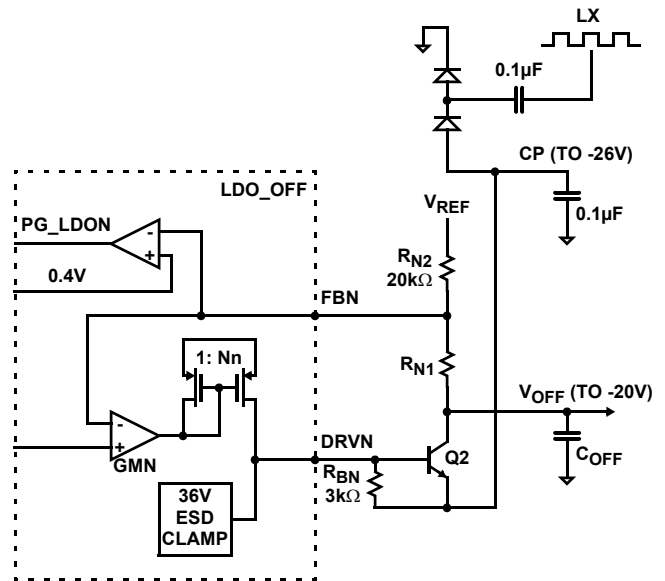 LX
0.1µF
CP (TO -26V)
0.1µF
LDO_OFF
PG_LDON
-
+
0.4V
VREF
RN2
20kΩ
FBN
1: Nn
RN1
VOFF (TO -20V)
-
+
GMN
DRVN
Q2
RBN
3kΩ
COFF
36V
ESD
CLAMP